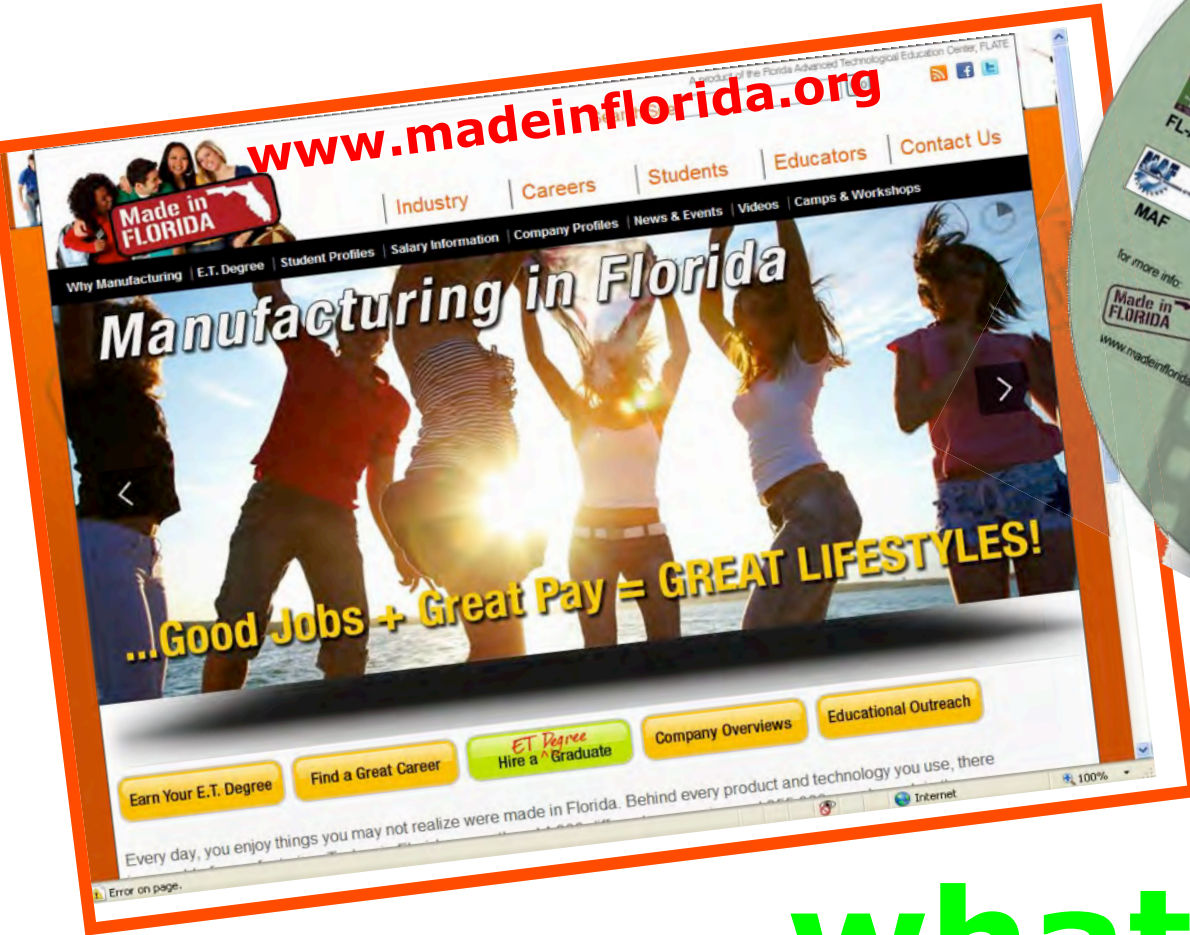 A product of the Florida Advanced Technological Education Center, FLATE
www.madeinflorida.org
Made in
FLORIDA
Industry
Careers
Students
Educators
Contact Us
Why Manufacturing
E.T. Degree
Student Profiles
Salary Information
Company Profiles
News & Events
Videos
Camps & Workshops
Manufacturing in Florida
...Good Jobs + Great Pay = GREAT LIFESTYLES!
Earn Your E.T. Degree
Find a Great Career
ET Degree
Hire a ^ Graduate
Company Overviews
Educational Outreach
Every day, you enjoy things you may not realize were made in Florida. Behind every product and technology you use, there
Error on page.
Internet
100%
MAF
for more info:
Made in
FLORIDA
what